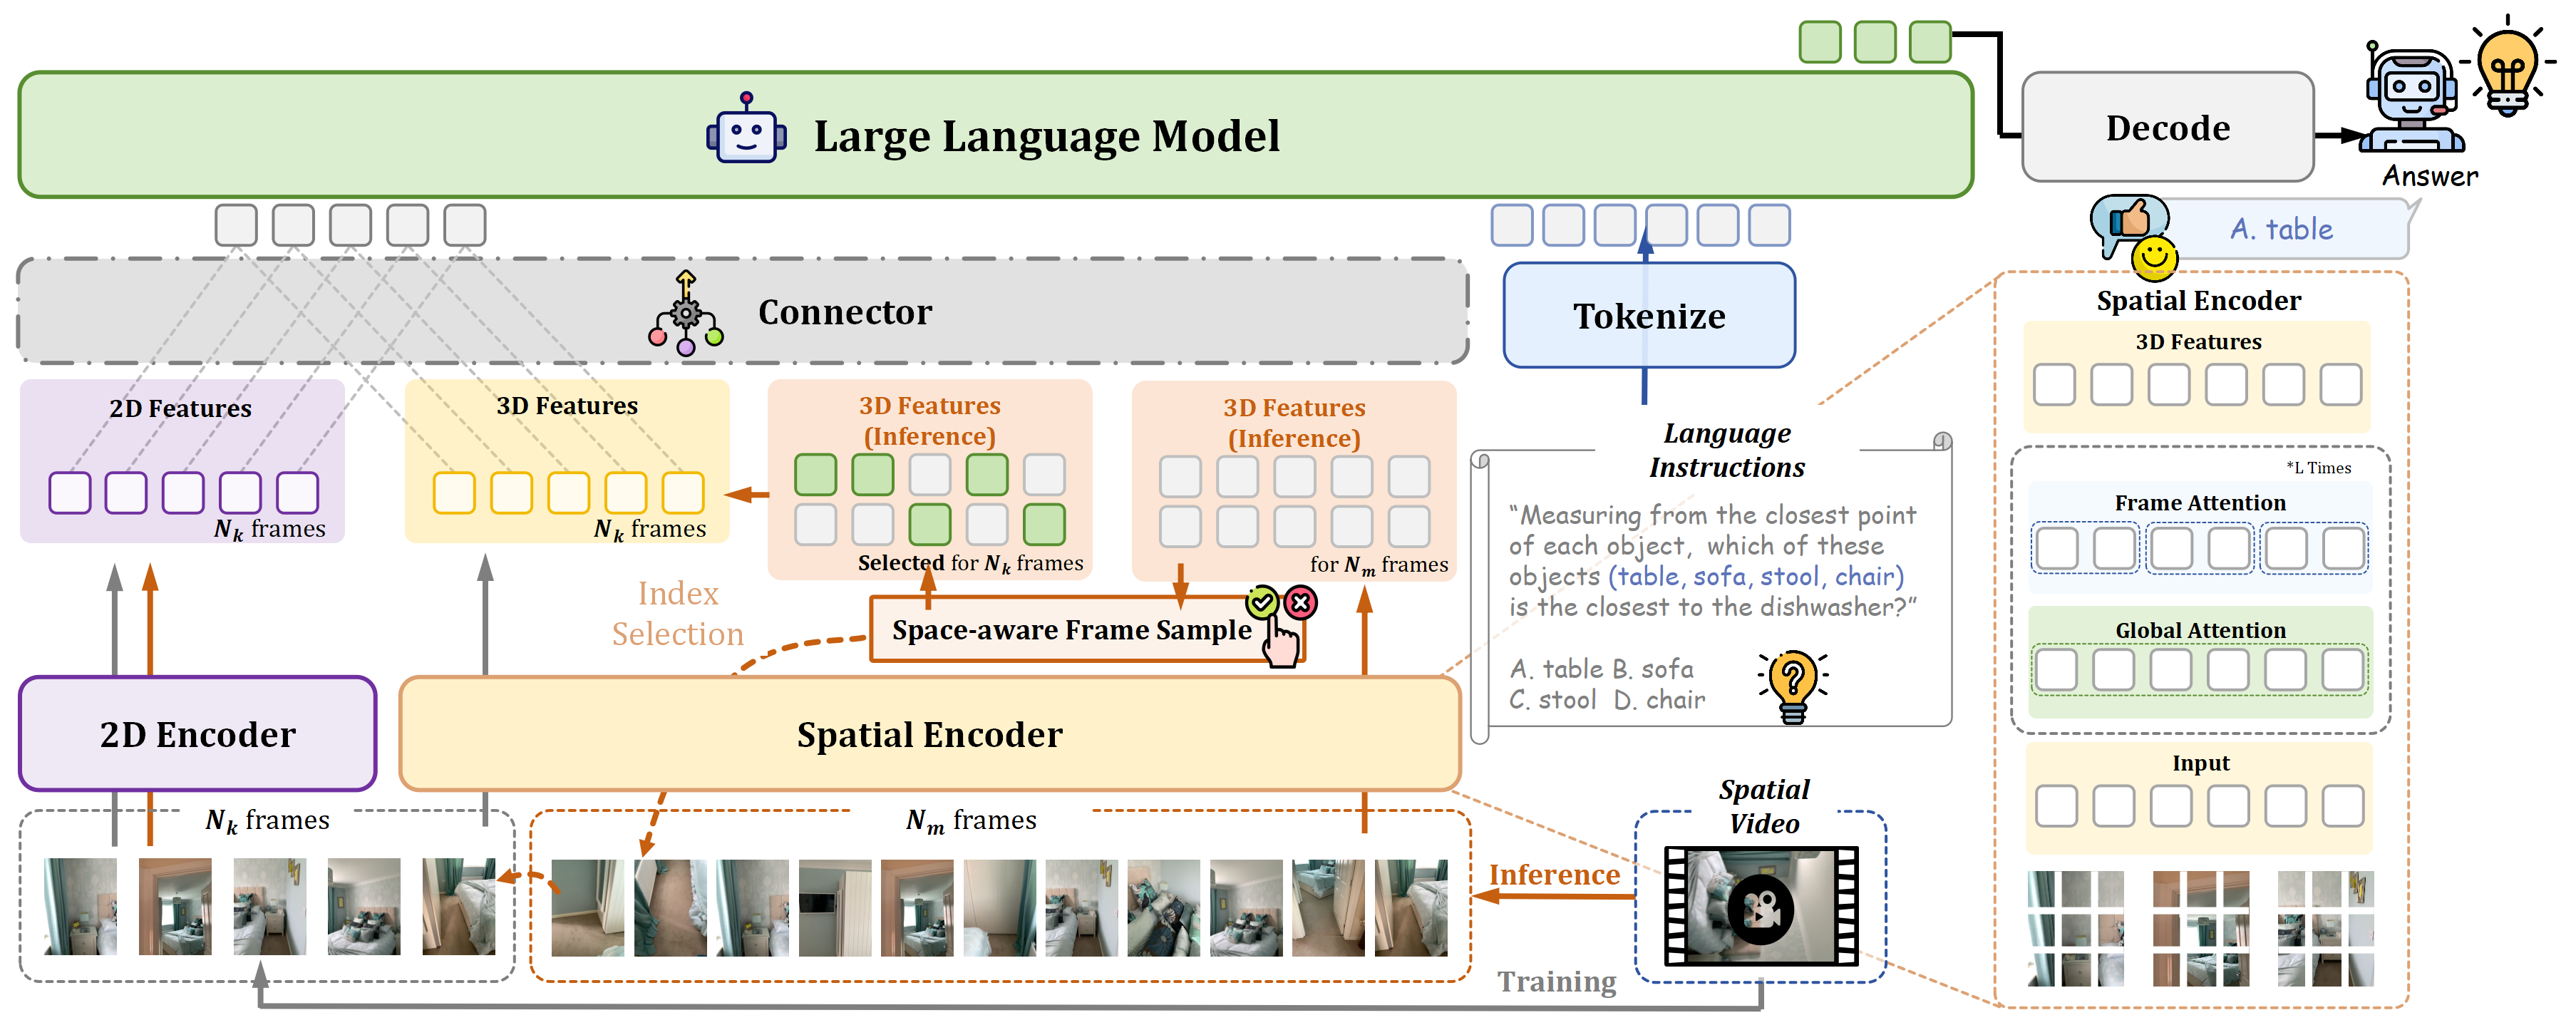 Large Language Model
Decode
Answer
A. table
Connector
Tokenize
2D Features
N_k frames
3D Features
N_k frames
3D Features
(Inference)
Selected for N_k frames
3D Features
(Inference)
for N_m frames
Index
Selection
Space-aware Frame Sample
2D Encoder
Spatial Encoder
N_k frames
N_m frames
Language
Instructions
“Measuring from the closest point
of each object, which of these
objects (table, sofa, stool, chair)
is the closest to the dishwasher?”
A. table B. sofa
C. stool D. chair
Spatial
Video
Inference
Training
Spatial Encoder
3D Features
*L Times
Frame Attention
Global Attention
Input